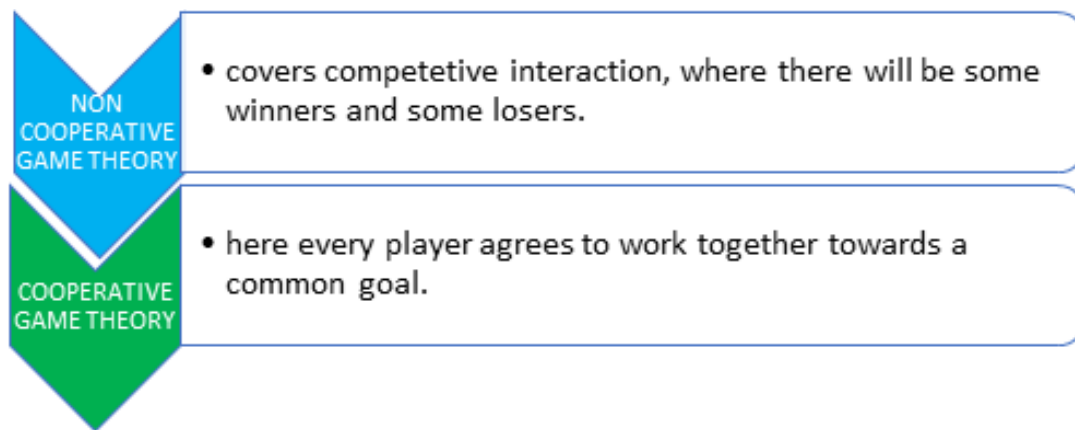 NON
COOPERATIVE
GAME THEORY
• covers competetive interaction, where there will be some
winners and some losers.
COOPERATIVE
GAME THEORY
• here every player agrees to work together towards a
common goal.